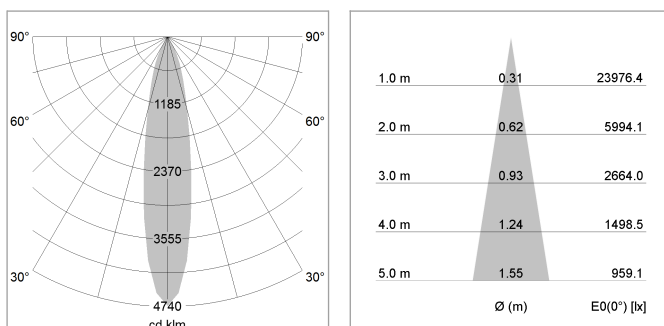 90° 90°
1185
60° 60°
2370
3555
30° 30°
4740
cd klm
1.0 m 0.31 23976.4
2.0 m 0.62 5994.1
3.0 m 0.93 2664.0
4.0 m 1.24 1498.5
5.0 m 1.55 959.1
Ø (m) E0(0°) [lx]